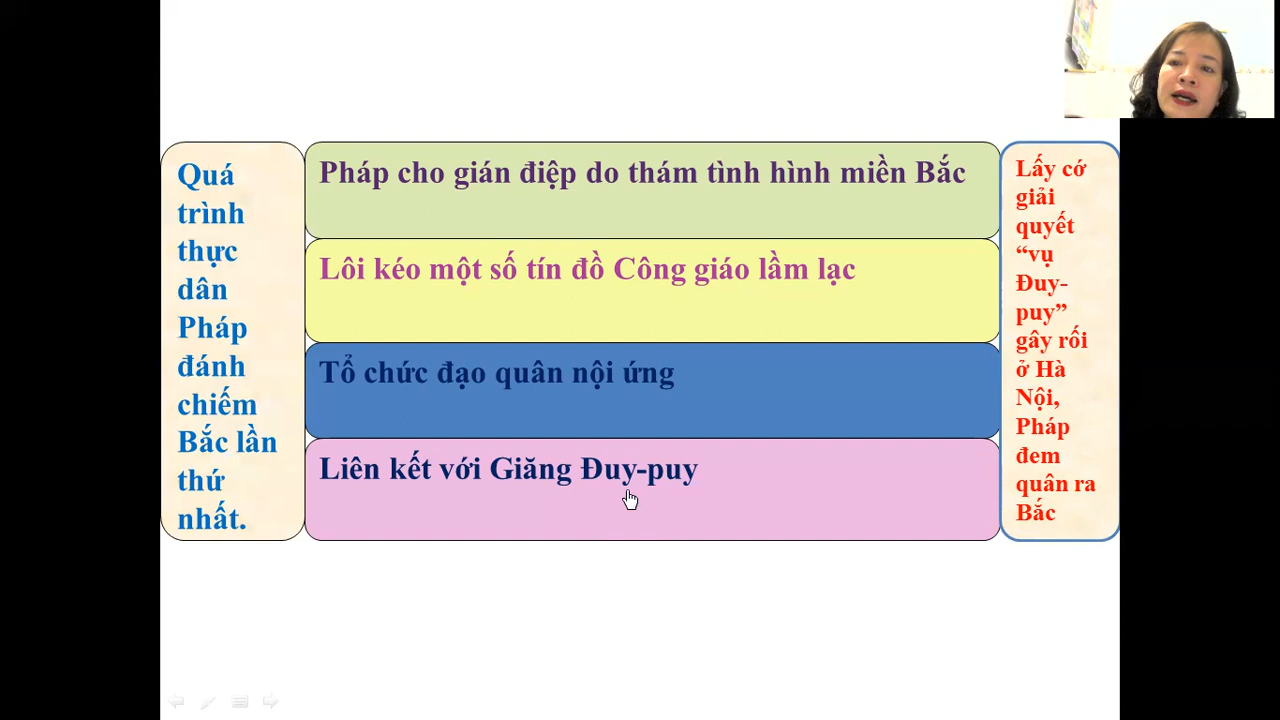 Quá
trình
thực
dân
Pháp
đánh
chiếm
Bắc lần
thứ
nhất.
Pháp cho gián điệp do thám tình hình miền Bắc
Lôi kéo một số tín đồ Công giáo lầm lạc
Tổ chức đạo quân nội ứng
Liên kết với Giăng Đuy-puy
Lấy cớ
giải
quyết
“vụ
Đuy-
puy”
gây rối
ở Hà
Nội,
Pháp
đem
quân ra
Bắc